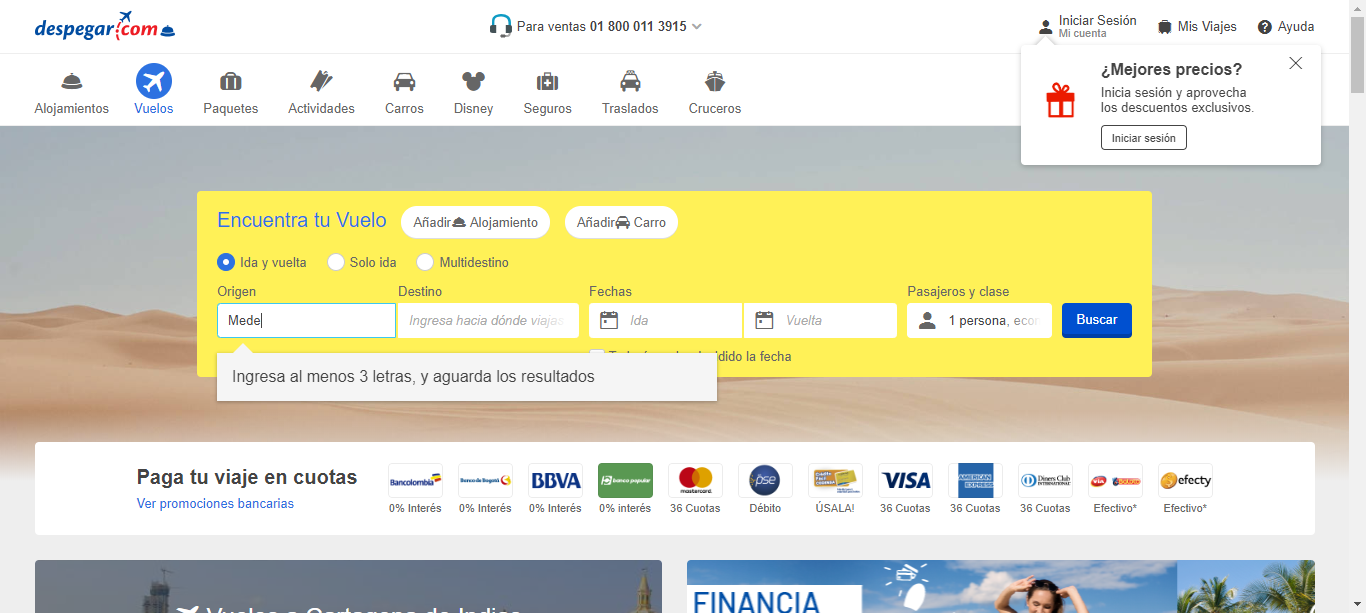 despegar.com
Para ventas 01 800 011 3915
Iniciar Sesión
Mi cuenta
Mis Viajes
Ayuda
Alojamientos
Vuelos
Paquetes
Actividades
Carros
Disney
Seguros
Traslados
Cruceros
¿Mejores precios?
Inicia sesión y aprovecha
los descuentos exclusivos.
Iniciar sesión
Encuentra tu Vuelo
Añadir Alojamiento
Añadir Carro
Ida y vuelta
Solo ida
Multidestino
Origen
Destino
Fechas
Pasajeros y clase
Mede
Ingresa hacia dónde viajas
Ida
Vuelta
1 persona, econ
Buscar
la fecha
Ingresa al menos 3 letras, y aguarda los resultados
Paga tu viaje en cuotas
Ver promociones bancarias
Bancolombia
0% Interés
Banco de Bogotá
0% Interés
BBVA
0% Interés
banco popular
0% interés
mastercard
36 Cuotas
pse
Débito
ÚSALA!
VISA
36 Cuotas
AMERICAN EXPRESS
36 Cuotas
Diners Club
INTERNATIONAL
36 Cuotas
via BALOTO
Efectivo*
efecty
Efectivo*
Vuelos a Cartagena de Indias
FINANCIA